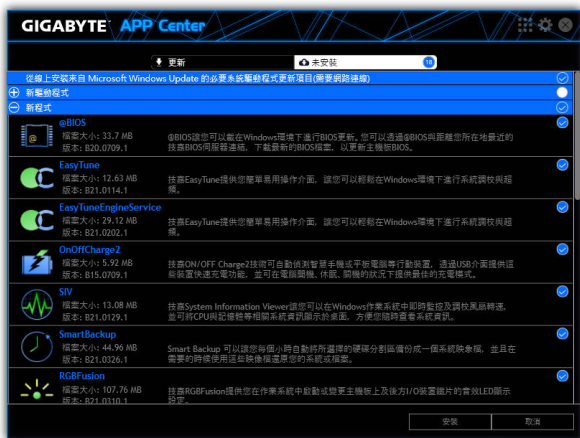 GIGABYTE APP Center
更新
未安裝 18
從線上安裝來自 Microsoft Windows Update 的必要系統驅動程式更新項目(需要網路連線)
新驅動程式
新程式
@BIOS
檔案大小: 33.7 MB
版本: B20.0709.1
@BIOS讓您可以載在Windows環境下進行BIOS更新。您可以透過@BIOS與距離您所在地最近的
技嘉BIOS伺服器連結，下載最新的BIOS檔案，以更新主機板BIOS。
EasyTune
檔案大小: 12.63 MB
版本: B21.0114.1
技嘉EasyTune提供您簡單易用操作介面，讓您可以輕鬆在Windows環境下進行系統調校與超
頻。
EasyTuneEngineService
檔案大小: 29.12 MB
版本: B21.0202.1
技嘉EasyTune提供您簡單易用操作介面，讓您可以輕鬆在Windows環境下進行系統調校與超
頻。
OnOffCharge2
檔案大小: 5.92 MB
版本: B15.0709.1
技嘉ON/OFF Charge2技術可自動偵測智慧手機或平板電腦等行動裝置，透過USB介面提供這
些裝置快速充電功能，並可在電腦開機、休眠、關機的狀況下提供最佳的充電模式。
SIV
檔案大小: 13.08 MB
版本: B21.0129.1
技嘉System Information Viewer讓您可以在Windows作業系統中即時監控及調校風扇轉速，
並可將CPU與記憶體等相關系統資訊顯示於桌面，方便您隨時查看系統資訊。
SmartBackup
檔案大小: 44.96 MB
版本: B21.0326.1
Smart Backup 可以讓您每個小時自動將所選擇的硬碟分割區備份成一個系統映象檔，並且在
需要的時候使用這些映像檔還原您的系統或檔案。
RGBFusion
檔案大小: 107.76 MB
版本: B21.0310.1
技嘉RGBFusion提供您在作業系統中啟動或變更主機板上及後方I/O裝置鐵片的音效LED顯示
設定。
安裝
取消